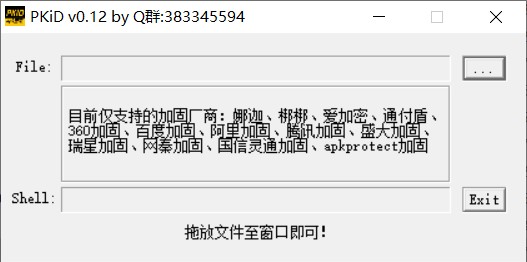 PKiD v0.12 by Q群:383345594
File:
...
目前仅支持的加固厂商：娜迦、梆梆、爱加密、通付盾、
360加固、百度加固、阿里加固、腾讯加固、盛大加固、
瑞星加固、网秦加固、国信灵通加固、apkprotect加固
Shell:
Exit
拖放文件至窗口即可!